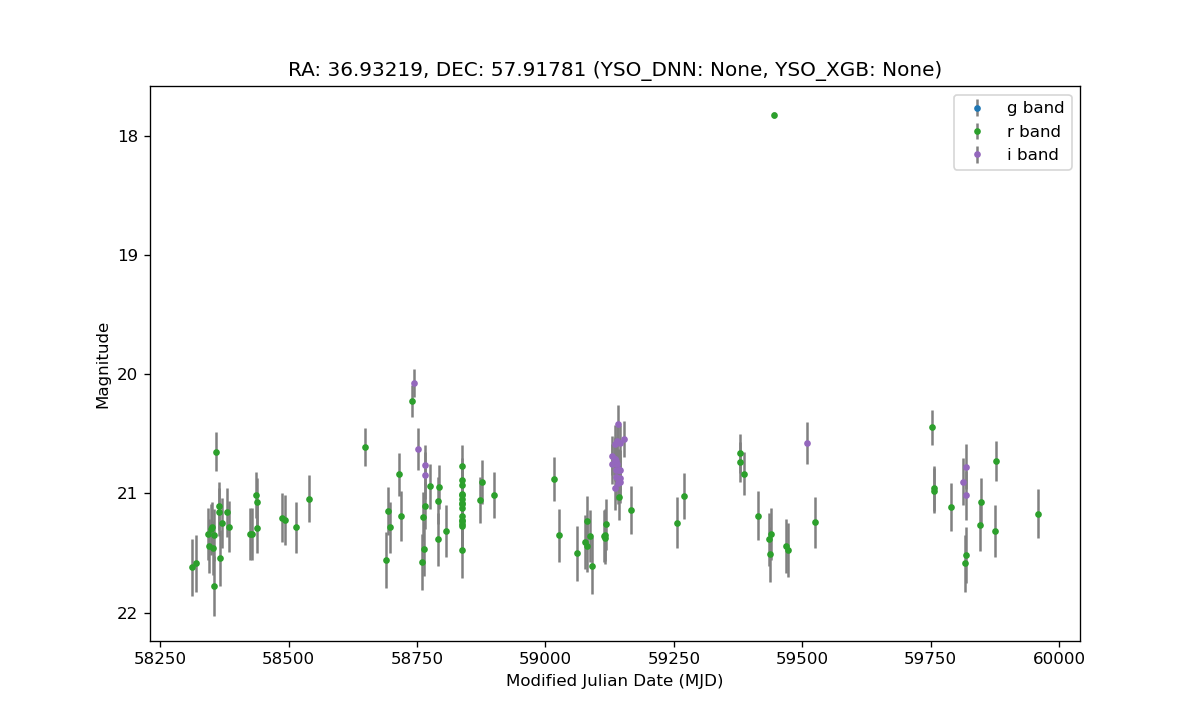 RA: 36.93219, DEC: 57.91781 (YSO_DNN: None, YSO_XGB: None)
g band
r band
i band
18
19
20
21
22
Magnitude
58250 58500 58750 59000 59250 59500 59750 60000
Modified Julian Date (MJD)